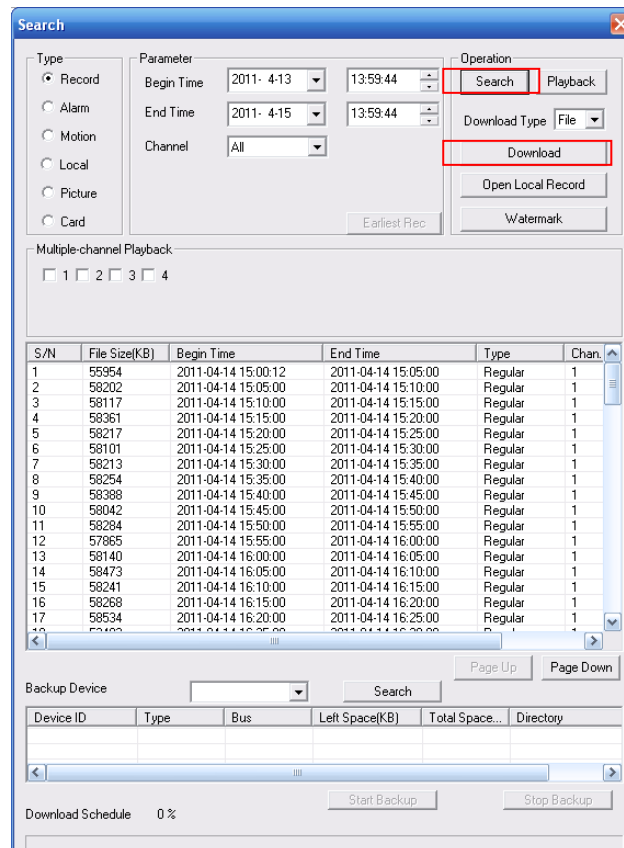 Search
Type
Parameter
Operation
Record
Begin Time 2011- 4-13 13:59:44
Search Playback
Alarm
End Time 2011- 4-15 13:59:44
Download Type File
Motion
Channel All
Download
Local
Open Local Record
Picture
Card
Earliest Rec
Watermark
Multiple-channel Playback
1 2 3 4
S/N File Size(KB) Begin Time End Time Type Chan.
1 55954 2011-04-14 15:00:12 2011-04-14 15:05:00 Regular 1
2 58202 2011-04-14 15:05:00 2011-04-14 15:10:00 Regular 1
3 58117 2011-04-14 15:10:00 2011-04-14 15:15:00 Regular 1
4 58361 2011-04-14 15:15:00 2011-04-14 15:20:00 Regular 1
5 58217 2011-04-14 15:20:00 2011-04-14 15:25:00 Regular 1
6 58101 2011-04-14 15:25:00 2011-04-14 15:30:00 Regular 1
7 58213 2011-04-14 15:30:00 2011-04-14 15:35:00 Regular 1
8 58254 2011-04-14 15:35:00 2011-04-14 15:40:00 Regular 1
9 58388 2011-04-14 15:40:00 2011-04-14 15:45:00 Regular 1
10 58042 2011-04-14 15:45:00 2011-04-14 15:50:00 Regular 1
11 58284 2011-04-14 15:50:00 2011-04-14 15:55:00 Regular 1
12 57865 2011-04-14 15:55:00 2011-04-14 16:00:00 Regular 1
13 58140 2011-04-14 16:00:00 2011-04-14 16:05:00 Regular 1
14 58473 2011-04-14 16:05:00 2011-04-14 16:10:00 Regular 1
15 58241 2011-04-14 16:10:00 2011-04-14 16:15:00 Regular 1
16 58268 2011-04-14 16:15:00 2011-04-14 16:20:00 Regular 1
17 58534 2011-04-14 16:20:00 2011-04-14 16:25:00 Regular 1
Page Up Page Down
Backup Device Search
Device ID Type Bus Left Space(KB) Total Space... Directory
Start Backup Stop Backup
Download Schedule 0 %